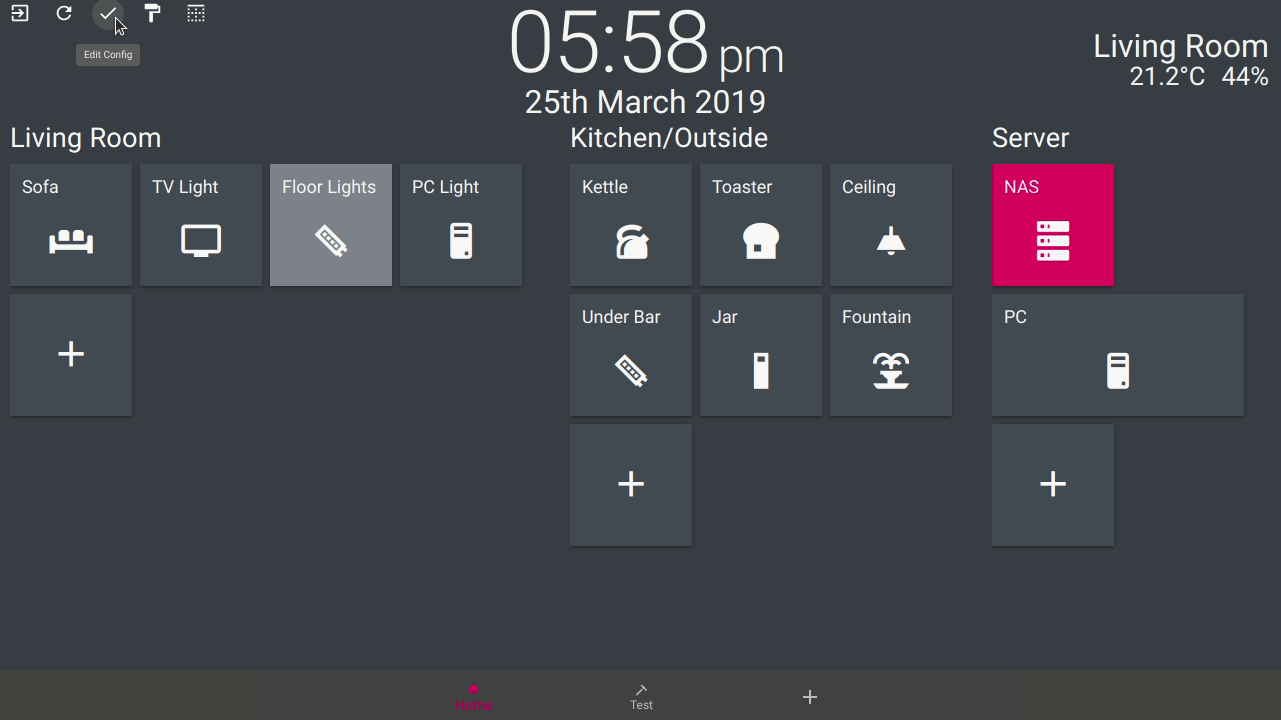 Edit Config
05:58 pm
25th March 2019
Living Room
21.2°C 44%
Living Room
Sofa
TV Light
Floor Lights
PC Light
Kitchen/Outside
Kettle
Toaster
Ceiling
Under Bar
Jar
Fountain
Server
NAS
PC
Home
Test